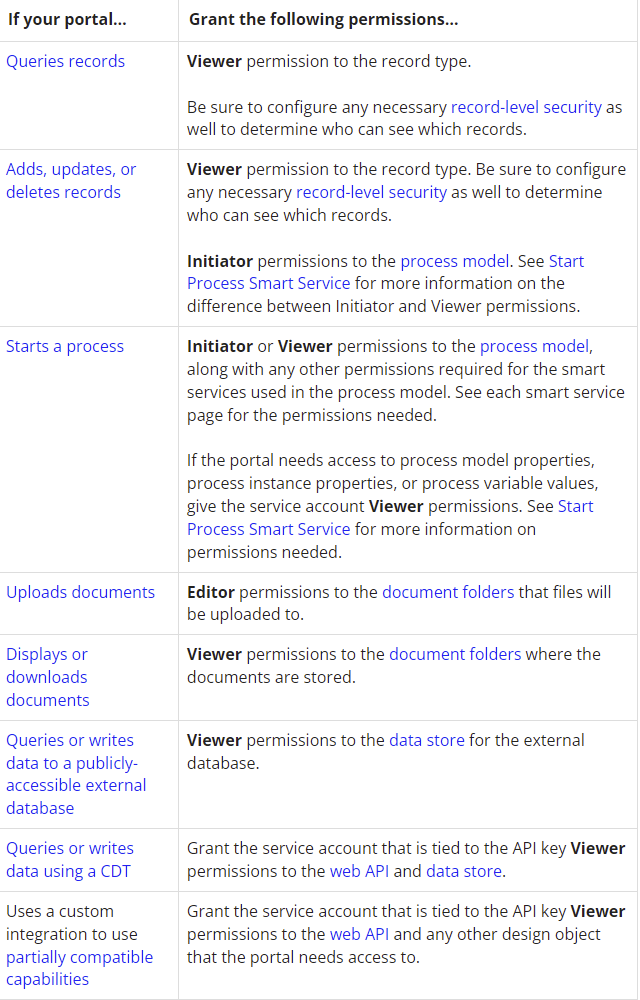 If your portal...
Grant the following permissions...
Queries records
Viewer permission to the record type.
Be sure to configure any necessary record-level security as
well to determine who can see which records.
Adds, updates, or
deletes records
Viewer permission to the record type. Be sure to configure
any necessary record-level security as well to determine
who can see which records.
Initiator permissions to the process model. See Start
Process Smart Service for more information on the
difference between Initiator and Viewer permissions.
Starts a process
Initiator or Viewer permissions to the process model,
along with any other permissions required for the smart
services used in the process model. See each smart service
page for the permissions needed.
If the portal needs access to process model properties,
process instance properties, or process variable values,
give the service account Viewer permissions. See Start
Process Smart Service for more information on
permissions needed.
Uploads documents
Editor permissions to the document folders that files will
be uploaded to.
Displays or
downloads
documents
Viewer permissions to the document folders where the
documents are stored.
Queries or writes
data to a publicly-
accessible external
database
Viewer permissions to the data store for the external
database.
Queries or writes
data using a CDT
Grant the service account that is tied to the API key Viewer
permissions to the web API and data store.
Uses a custom
integration to use
partially compatible
capabilities
Grant the service account that is tied to the API key Viewer
permissions to the web API and any other design object
that the portal needs access to.